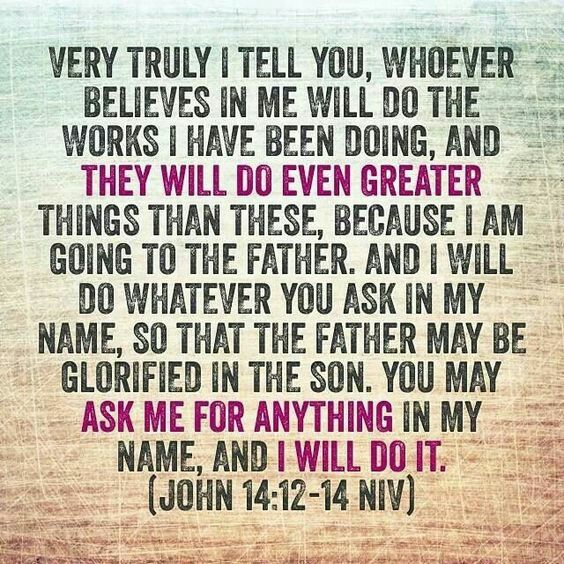 VERY TRULY I TELL YOU, WHOEVER
BELIEVES IN ME WILL DO THE
WORKS I HAVE BEEN DOING, AND
THEY WILL DO EVEN GREATER
THINGS THAN THESE, BECAUSE I AM
GOING TO THE FATHER. AND I WILL
DO WHATEVER YOU ASK IN MY
NAME, SO THAT THE FATHER MAY BE
GLORIFIED IN THE SON. YOU MAY
ASK ME FOR ANYTHING IN MY
NAME, AND I WILL DO IT.
(JOHN 14:12-14 NIV)